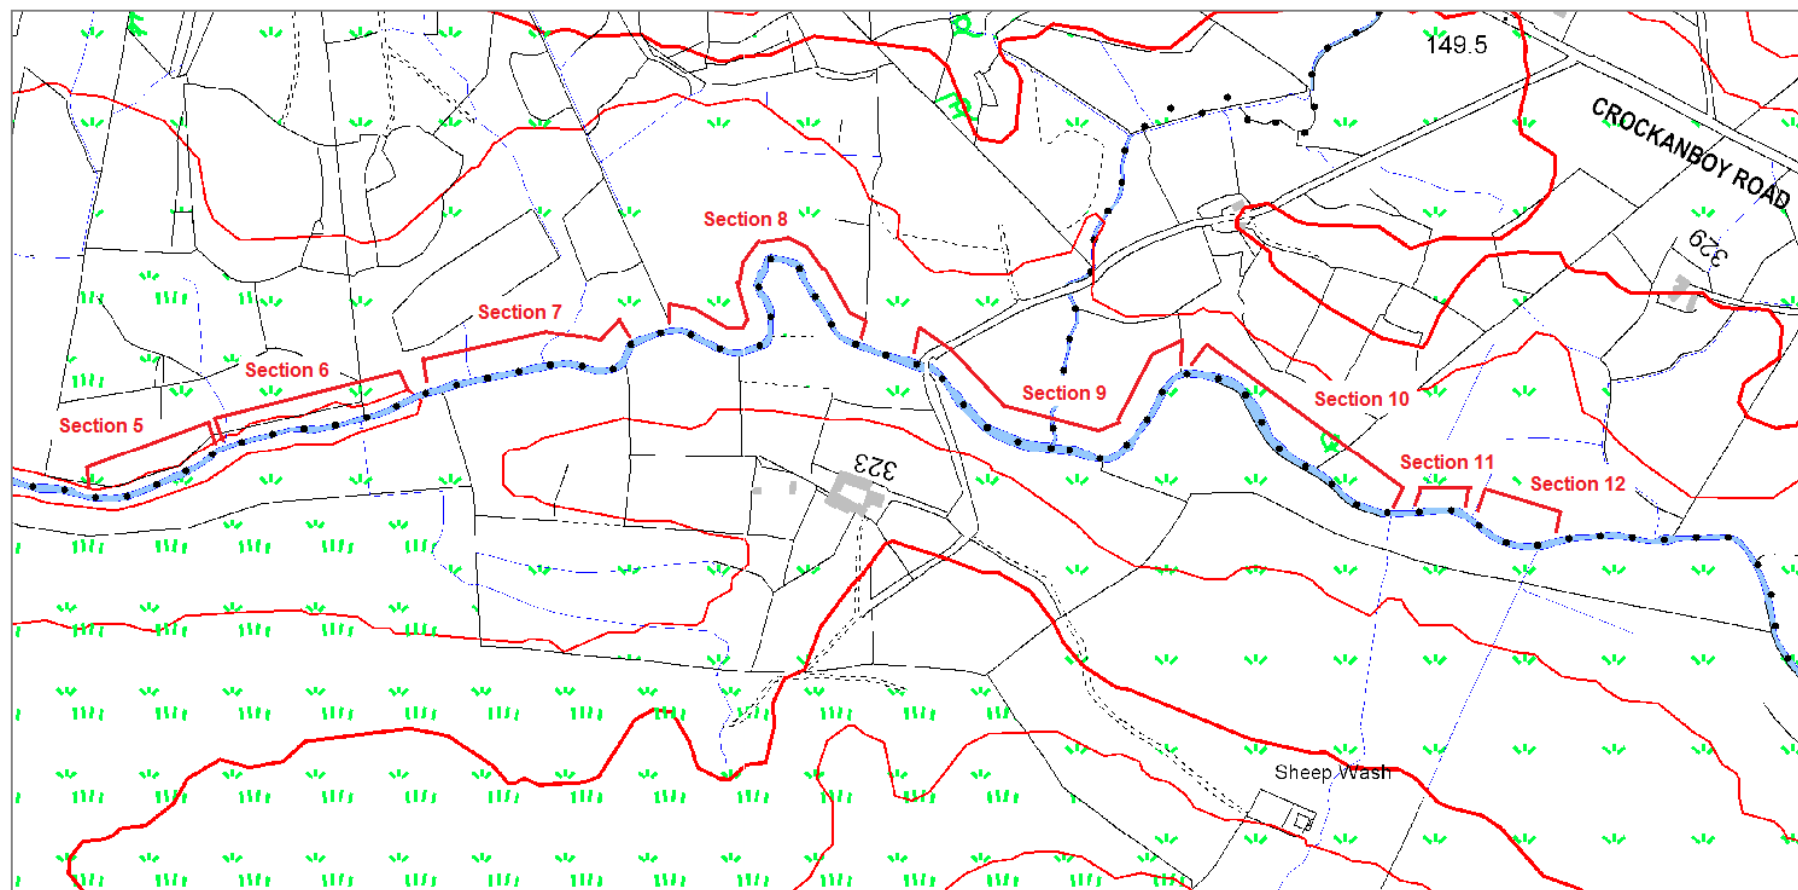 149.5
CROCKANBOY ROAD
Section 8
329
Section 7
Section 6
Section 9
Section 10
Section 5
323
Section 11
Section 12
Sheep Wash